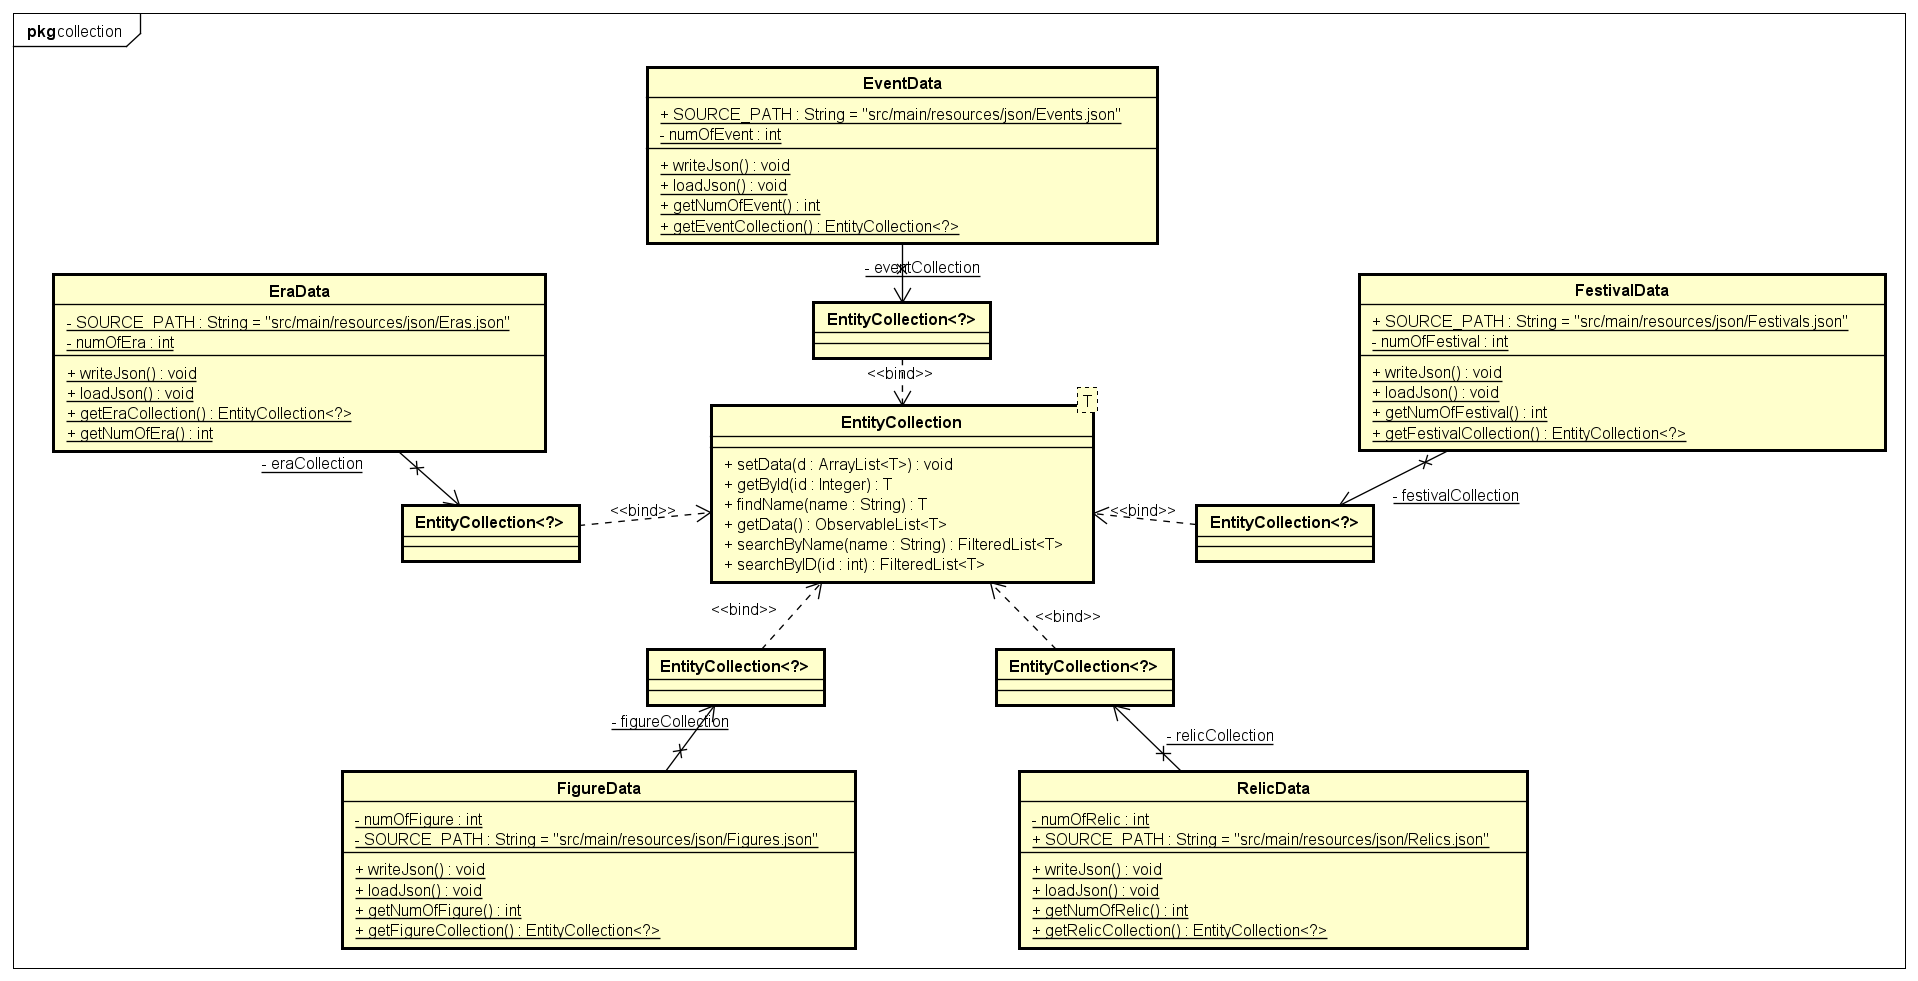 pkg collection
EventData
+ SOURCE_PATH : String = "src/main/resources/json/Events.json"
- numOfEvent : int
+ writeJson() : void
+ loadJson() : void
+ getNumOfEvent() : int
+ getEventCollection() : EntityCollection<?>
- eventCollection
EntityCollection<?>
<<bind>>
EraData
- SOURCE_PATH : String = "src/main/resources/json/Eras.json"
- numOfEra : int
+ writeJson() : void
+ loadJson() : void
+ getEraCollection() : EntityCollection<?>
+ getNumOfEra() : int
- eraCollection
EntityCollection<?>
<<bind>>
T
EntityCollection
+ setData(d : ArrayList<T>) : void
+ getById(id : Integer) : T
+ findName(name : String) : T
+ getData() : ObservableList<T>
+ searchByName(name : String) : FilteredList<T>
+ searchByID(id : int) : FilteredList<T>
FestivalData
+ SOURCE_PATH : String = "src/main/resources/json/Festivals.json"
- numOfFestival : int
+ writeJson() : void
+ loadJson() : void
+ getNumOfFestival() : int
+ getFestivalCollection() : EntityCollection<?>
- festivalCollection
<<bind>>
EntityCollection<?>
<<bind>>
EntityCollection<?>
- figureCollection
FigureData
- numOfFigure : int
- SOURCE_PATH : String = "src/main/resources/json/Figures.json"
+ writeJson() : void
+ loadJson() : void
+ getNumOfFigure() : int
+ getFigureCollection() : EntityCollection<?>
<<bind>>
EntityCollection<?>
- relicCollection
RelicData
- numOfRelic : int
+ SOURCE_PATH : String = "src/main/resources/json/Relics.json"
+ writeJson() : void
+ loadJson() : void
+ getNumOfRelic() : int
+ getRelicCollection() : EntityCollection<?>